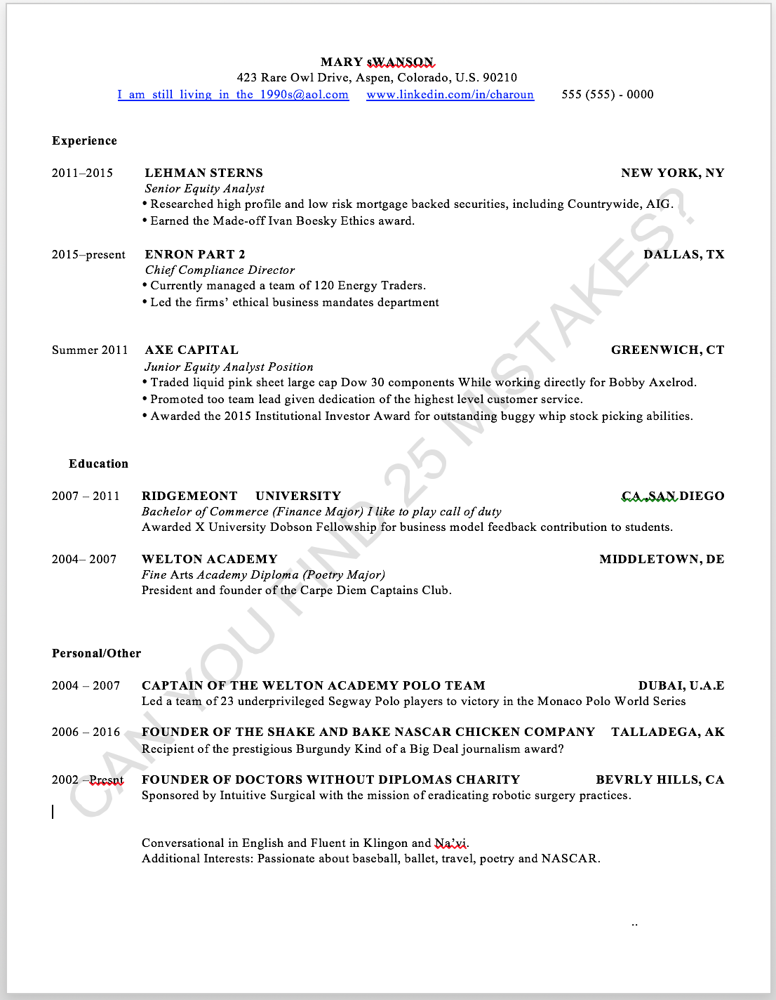 MARY sWANSON
423 Rare Owl Drive, Aspen, Colorado, U.S. 90210
I_am_still_living_in_the_1990s@aol.com www.linkedin.com/in/charoun 555 (555) - 0000
Experience
2011–2015 LEHMAN STERNS NEW YORK, NY
Senior Equity Analyst
• Researched high profile and low risk mortgage backed securities, including Countrywide, AIG.
• Earned the Made-off Ivan Boesky Ethics award.
2015–present ENRON PART 2 DALLAS, TX
Chief Compliance Director
• Currently managed a team of 120 Energy Traders.
• Led the firms’ ethical business mandates department
Summer 2011 AXE CAPITAL GREENWICH, CT
Junior Equity Analyst Position
• Traded liquid pink sheet large cap Dow 30 components While working directly for Bobby Axelrod.
• Promoted too team lead given dedication of the highest level customer service.
• Awarded the 2015 Institutional Investor Award for outstanding buggy whip stock picking abilities.
Education
2007 – 2011 RIDGEMEONT UNIVERSITY CA ,SAN DIEGO
Bachelor of Commerce (Finance Major) I like to play call of duty
Awarded X University Dobson Fellowship for business model feedback contribution to students.
2004– 2007 WELTON ACADEMY MIDDLETOWN, DE
Fine Arts Academy Diploma (Poetry Major)
President and founder of the Carpe Diem Captains Club.
Personal/Other
2004 – 2007 CAPTAIN OF THE WELTON ACADEMY POLO TEAM DUBAI, U.A.E
Led a team of 23 underprivileged Segway Polo players to victory in the Monaco Polo World Series
2006 – 2016 FOUNDER OF THE SHAKE AND BAKE NASCAR CHICKEN COMPANY TALLADEGA, AK
Recipient of the prestigious Burgundy Kind of a Big Deal journalism award?
2002 –Presnt FOUNDER OF DOCTORS WITHOUT DIPLOMAS CHARITY BEVRLY HILLS, CA
Sponsored by Intuitive Surgical with the mission of eradicating robotic surgery practices.
Conversational in English and Fluent in Klingon and Na’vi.
Additional Interests: Passionate about baseball, ballet, travel, poetry and NASCAR.
..
CAN YOU FIND 25 MISTAKES?